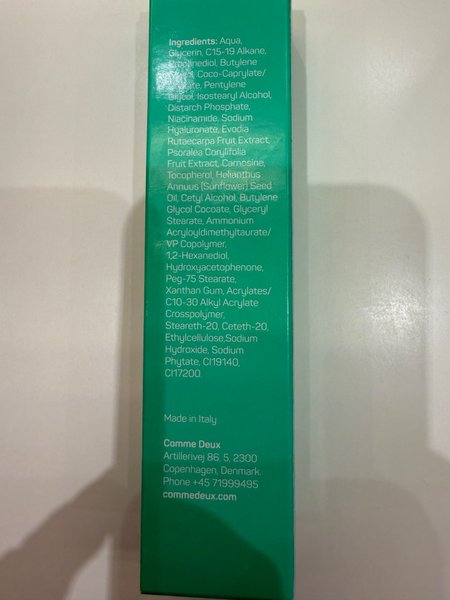 Ingredients: Aqua,
Glycerin, C15-19 Alkane,
Propanediol, Butylene
Coco-Caprylate/
Pentylene
Glycol, Isostearyl Alcohol,
Distarch Phosphate,
Niacinamide, Sodium
Hyaluronate, Evodia
Rutaecarpa Fruit Extract,
Psoralea Corylifolia
Fruit Extract, Carnosine,
Tocopherol, Helianthus
Annuus (Sunflower) Seed
Oil, Cetyl Alcohol, Butylene
Glycol Cocoate, Glyceryl
Stearate, Ammonium
Acryloyldimethyltaurate/
VP Copolymer,
1,2-Hexanediol,
Hydroxyacetophenone,
Peg-75 Stearate,
Xanthan Gum, Acrylates/
C10-30 Alkyl Acrylate
Crosspolymer,
Steareth-20, Ceteth-20,
Ethylcellulose,Sodium
Hydroxide, Sodium
Phytate, CI19140,
CI17200.
Made in Italy
Comme Deux
Artillerivej 86, 5, 2300
Copenhagen, Denmark.
Phone +45 71999495
commedeux.com